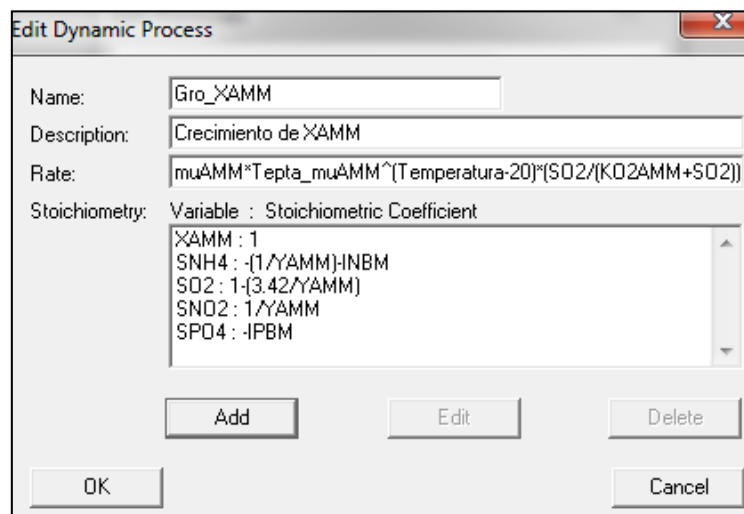 Edit Dynamic Process
X
Name: Gro_XAMM
Description: Crecimiento de XAMM
Rate: muAMM*Tepta_muAMM^(Temperatura-20)*(SO2/(KO2AMM+SO2))
Stoichiometry: Variable : Stoichiometric Coefficient
XAMM : 1
SNH4 : -(1/YAMM)-INBM
SO2 : 1-(3.42/YAMM)
SNO2 : 1/YAMM
SPO4 : -IPBM
Add Edit Delete
OK Cancel